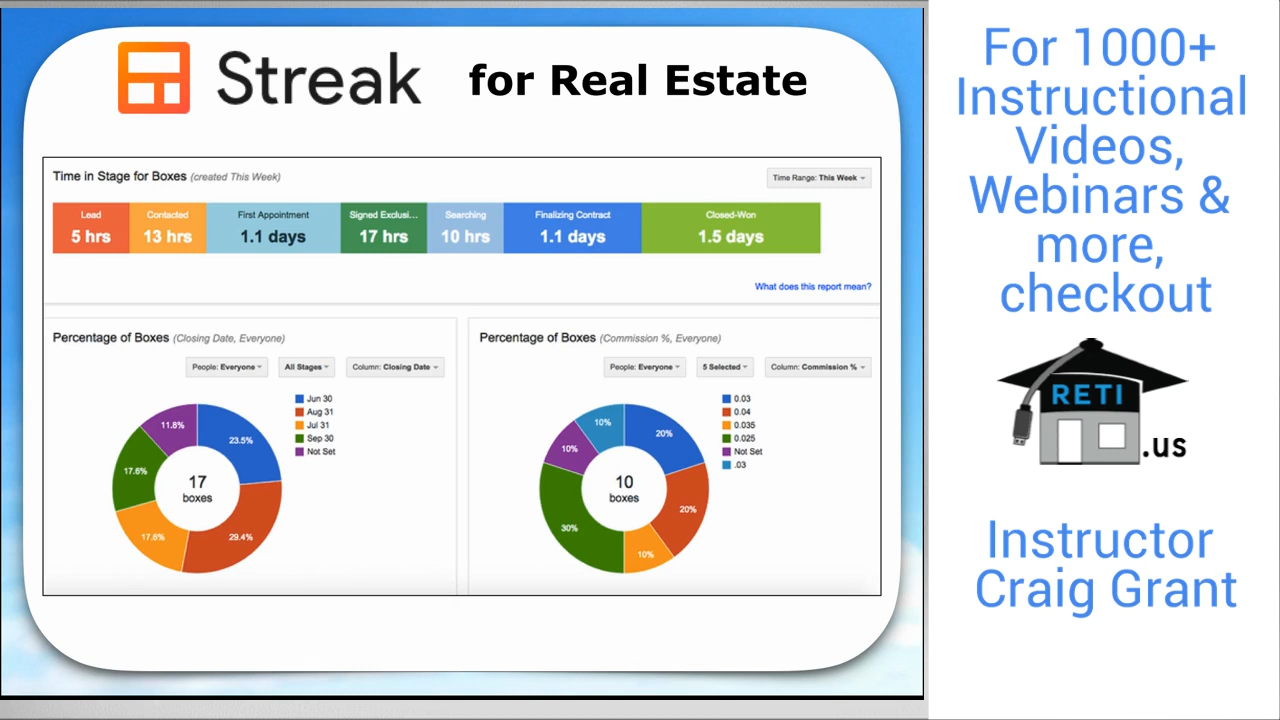 Streak for Real Estate
Time in Stage for Boxes (created This Week)
Time Range: This Week
Lead Contacted First Appointment Signed Exclusi... Searching Finalizing Contract Closed-Won
5 hrs 13 hrs 1.1 days 17 hrs 10 hrs 1.1 days 1.5 days
What does this report mean?
Percentage of Boxes (Closing Date, Everyone)
People: Everyone All Stages Column: Closing Date
Jun 30
Aug 31
Jul 31
Sep 30
Not Set
11.8%
23.5%
17.6%
17
boxes
17.6%
29.4%
Percentage of Boxes (Commission %, Everyone)
People: Everyone 5 Selected Column: Commission %
0.03
0.04
0.035
0.025
Not Set
.03
10%
20%
10%
10
boxes
20%
30%
10%
For 1000+
Instructional
Videos,
Webinars &
more,
checkout
RETI
.us
Instructor
Craig Grant